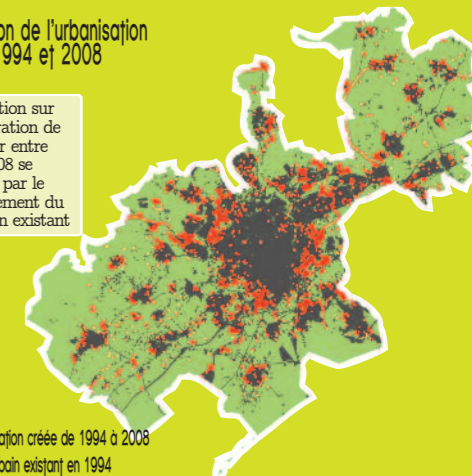 on de l'urbanisation
1994 et 2008
tion sur
ration de
r entre
08 se
par le
ement du
n existant
ation créée de 1994 à 2008
bain existant en 1994